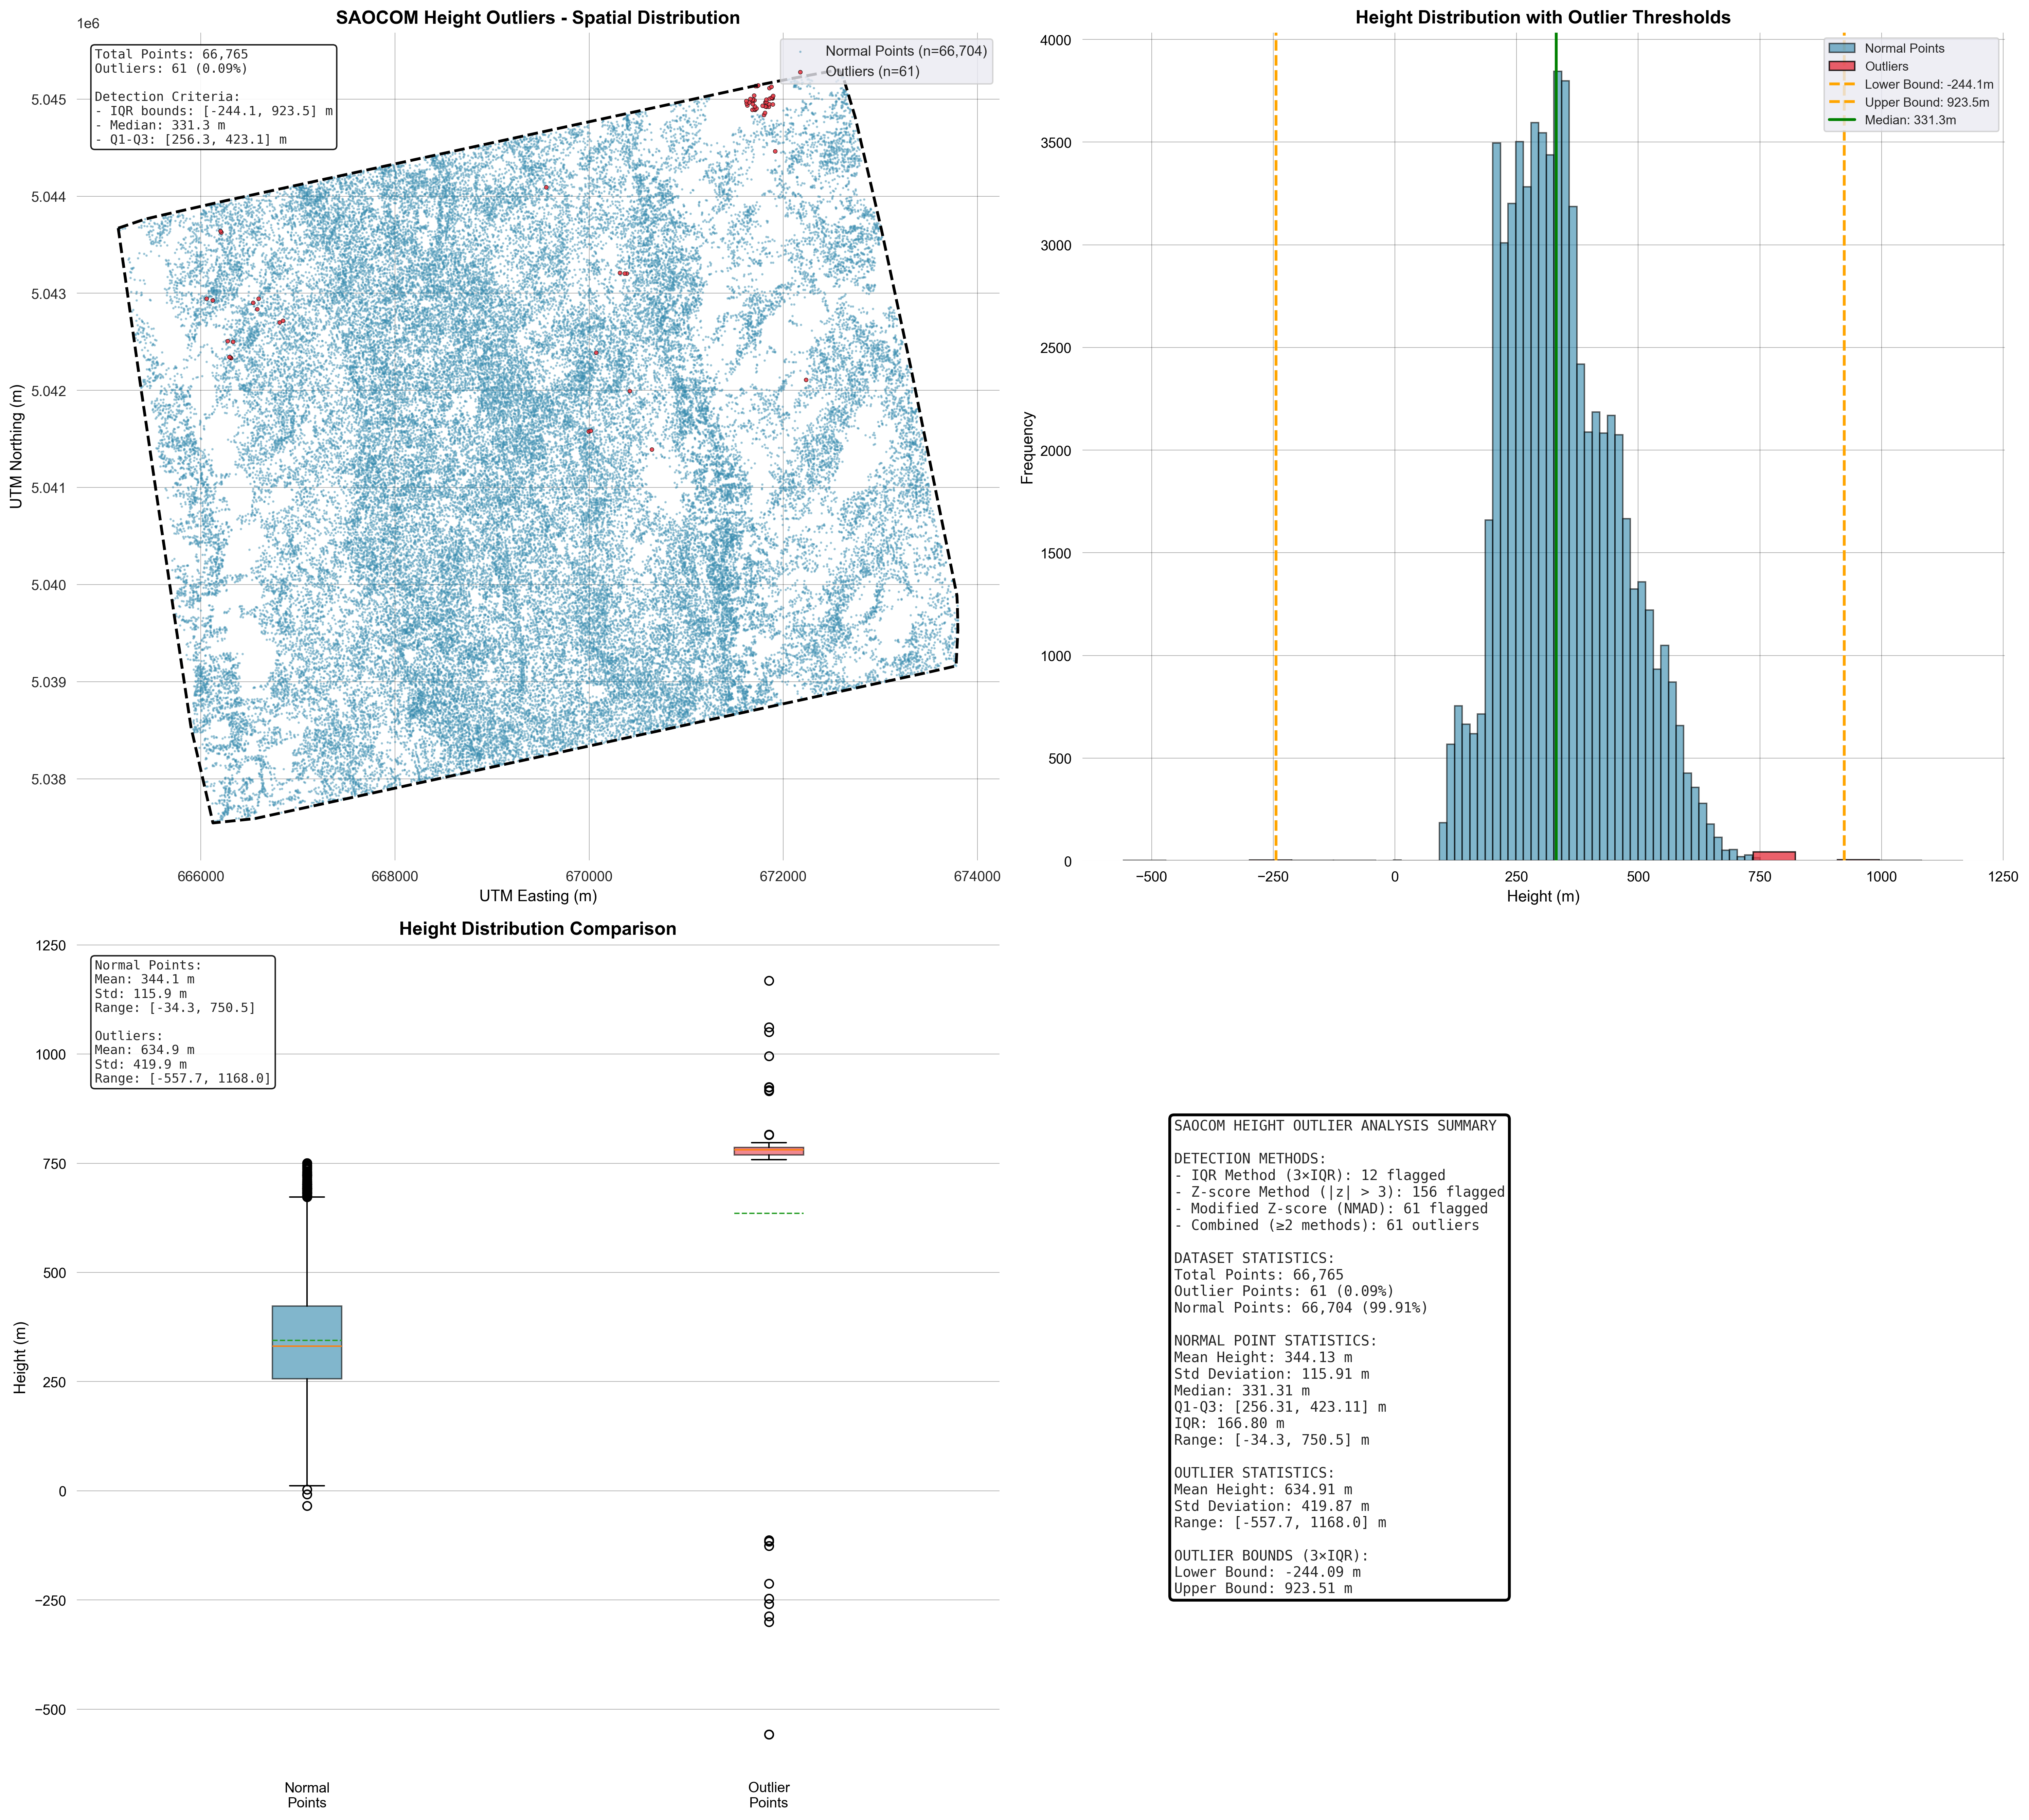 SAOCOM Height Outliers - Spatial Distribution
1e6
Total Points: 66,765
Outliers: 61 (0.09%)
Detection Criteria:
- IQR bounds: [-244.1, 923.5] m
- Median: 331.3 m
- Q1-Q3: [256.3, 423.1] m
Normal Points (n=66,704)
Outliers (n=61)
5.045
5.044
5.043
5.042
5.041
5.040
5.039
5.038
UTM Northing (m)
666000
668000
670000
672000
674000
UTM Easting (m)
Height Distribution with Outlier Thresholds
Normal Points
Outliers
Lower Bound: -244.1m
Upper Bound: 923.5m
Median: 331.3m
4000
3500
3000
2500
2000
1500
1000
500
0
Frequency
−500
−250
0
250
500
750
1000
1250
Height (m)
Height Distribution Comparison
Normal Points:
Mean: 344.1 m
Std: 115.9 m
Range: [-34.3, 750.5]
Outliers:
Mean: 634.9 m
Std: 419.9 m
Range: [-557.7, 1168.0]
1250
1000
750
500
250
0
−250
−500
Height (m)
Normal
Points
Outlier
Points
SAOCOM HEIGHT OUTLIER ANALYSIS SUMMARY
DETECTION METHODS:
- IQR Method (3×IQR): 12 flagged
- Z-score Method (|z| > 3): 156 flagged
- Modified Z-score (NMAD): 61 flagged
- Combined (≥2 methods): 61 outliers
DATASET STATISTICS:
Total Points: 66,765
Outlier Points: 61 (0.09%)
Normal Points: 66,704 (99.91%)
NORMAL POINT STATISTICS:
Mean Height: 344.13 m
Std Deviation: 115.91 m
Median: 331.31 m
Q1-Q3: [256.31, 423.11] m
IQR: 166.80 m
Range: [-34.3, 750.5] m
OUTLIER STATISTICS:
Mean Height: 634.91 m
Std Deviation: 419.87 m
Range: [-557.7, 1168.0] m
OUTLIER BOUNDS (3×IQR):
Lower Bound: -244.09 m
Upper Bound: 923.51 m